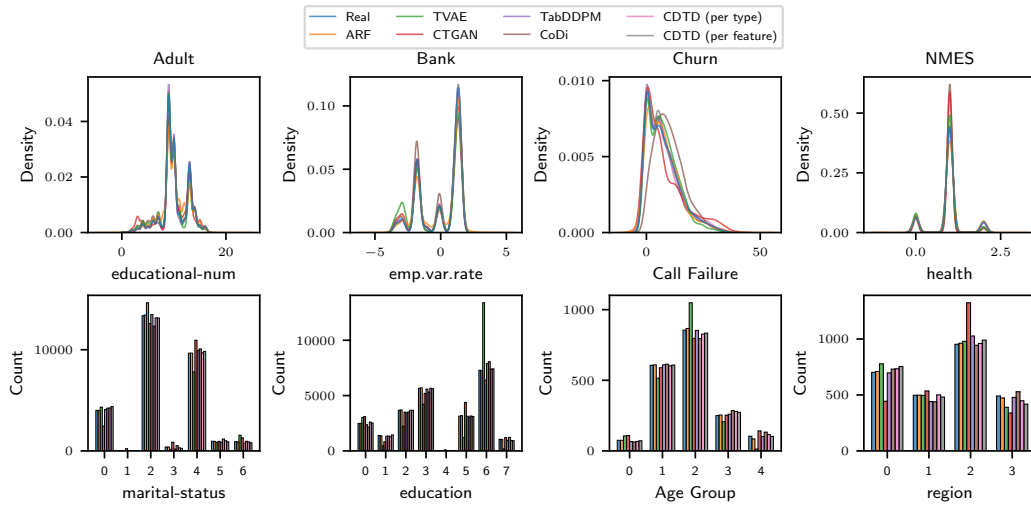 Real TVAE TabDDPM CDTD (per type)
ARF CTGAN CoDi CDTD (per feature)
Adult Bank Churn NMES
Density
0.04
0.02
0.00
0 20
educational-num
Density
0.10
0.05
0.00
−5 0 5
emp.var.rate
Density
0.010
0.005
0.000
0 50
Call Failure
Density
0.50
0.25
0.00
0.0 2.5
health
Count
10000
0
0 1 2 3 4 5 6
marital-status
Count
10000
5000
0
0 1 2 3 4 5 6 7
education
Count
1000
500
0
0 1 2 3 4
Age Group
Count
1000
500
0
0 1 2 3
region